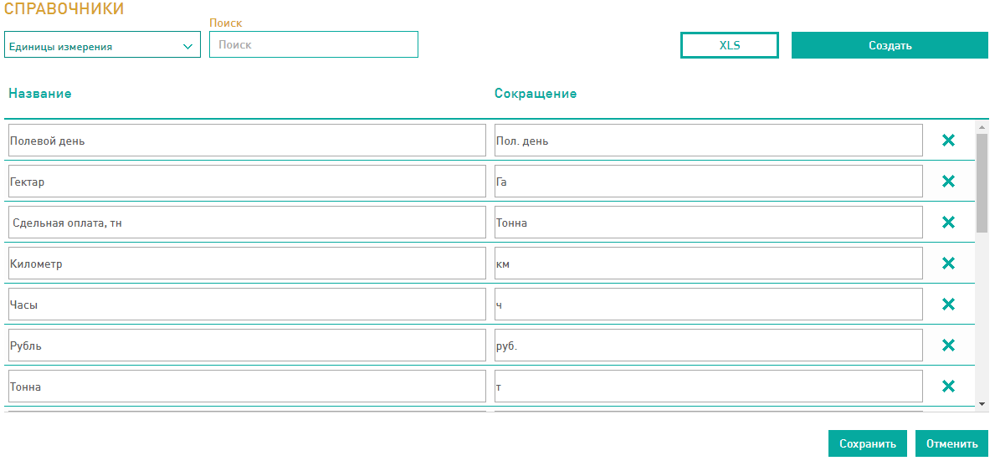 СПРАВОЧНИКИ
Поиск
Единицы измерения Поиск XLS Создать
Название Сокращение
Полевой день Пол. день
Гектар Га
Сдельная оплата, тн Тонна
Километр км
Часы ч
Рубль руб.
Тонна т
Сохранить Отменить